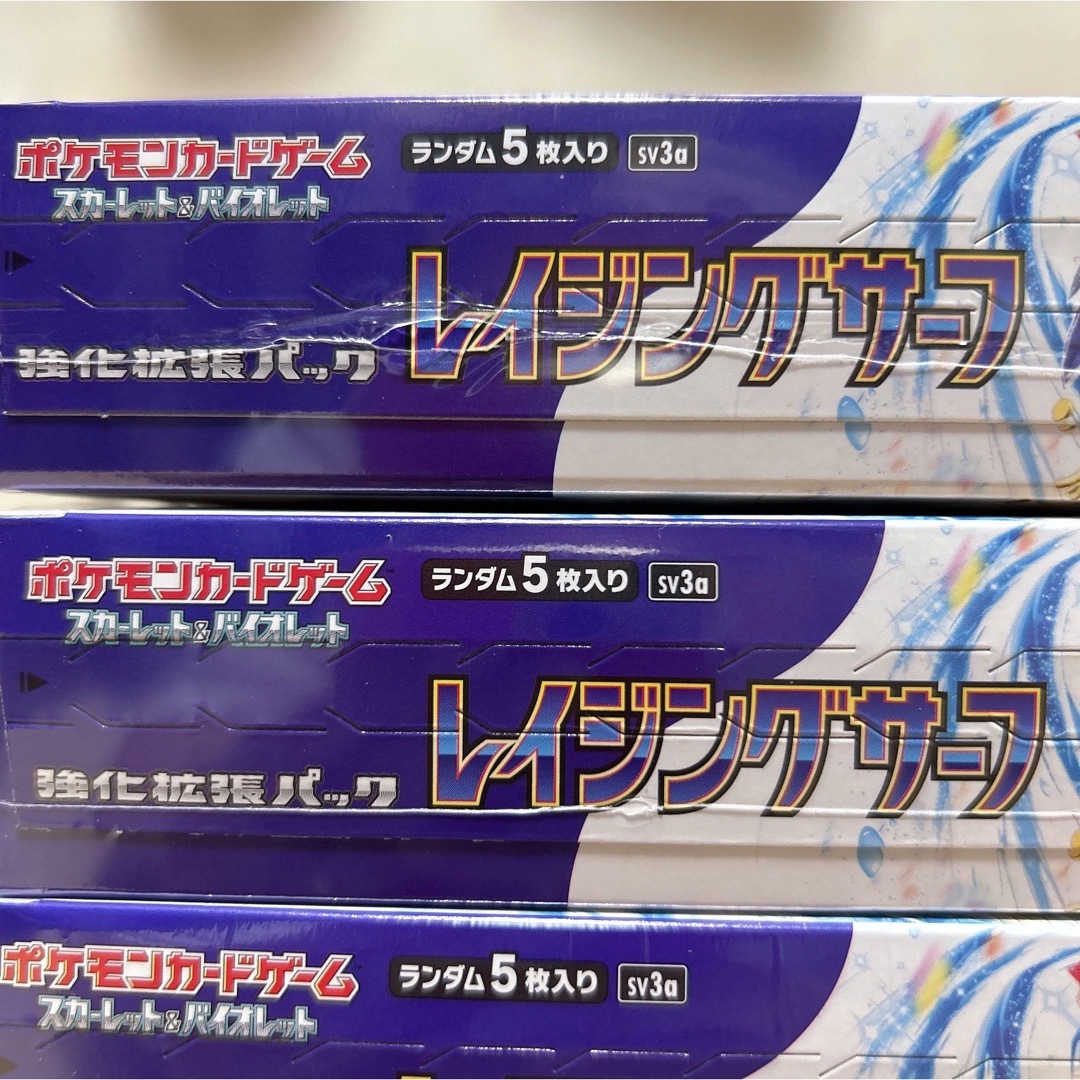 ポケモンカードゲーム
スカーレット&バイオレット
ランダム5枚入り SV3a
強化拡張パック
レイジングサーフ
ポケモンカードゲーム
スカーレット&バイオレット
ランダム5枚入り SV3a
強化拡張パック
レイジングサーフ
ポケモンカードゲーム
スカーレット&バイオレット
ランダム5枚入り SV3a